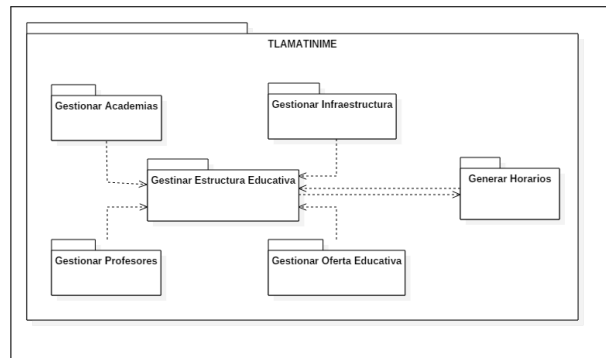 TLAMATINIME
Gestionar Academias
Gestionar Infraestructura
Gestinar Estructura Educativa
Generar Horarios
Gestionar Profesores
Gestionar Oferta Educativa